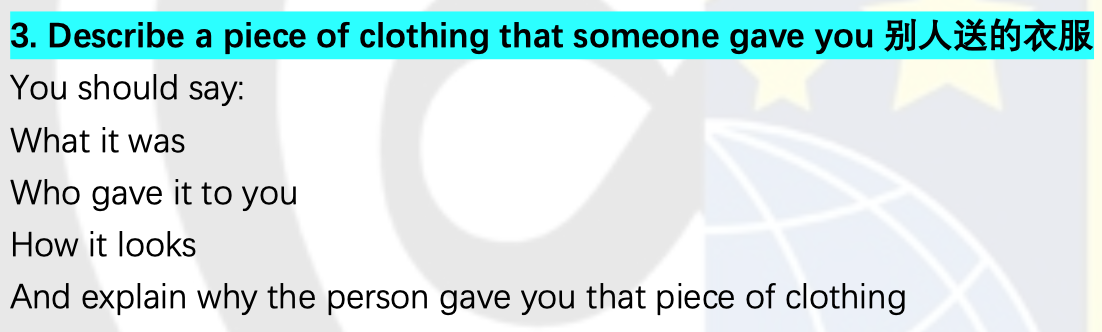 3. Describe a piece of clothing that someone gave you 别人送的衣服
You should say:
What it was
Who gave it to you
How it looks
And explain why the person gave you that piece of clothing